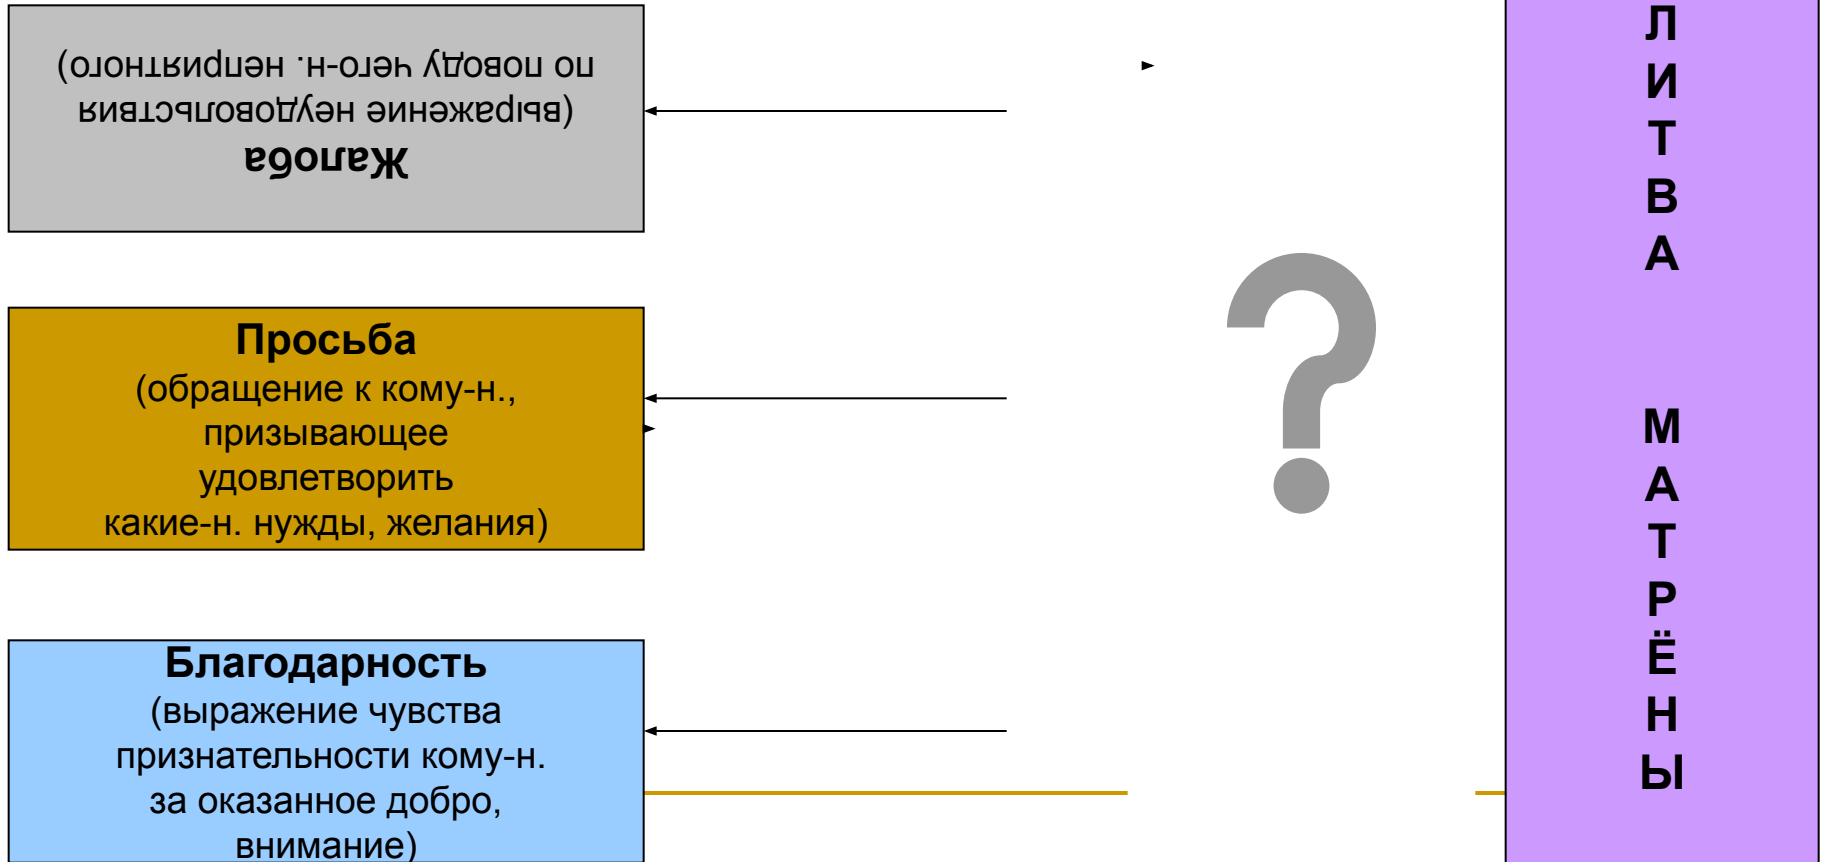 Жалоба
(выражение неудовольствия
по поводу чего-н. неприятного)
Просьба
(обращение к кому-н.,
призывающее
удовлетворить
какие-н. нужды, желания)
Благодарность
(выражение чувства
признательности кому-н.
за оказанное добро,
внимание)
?
Л
И
Т
В
А
М
А
Т
Р
Ё
Н
Ы